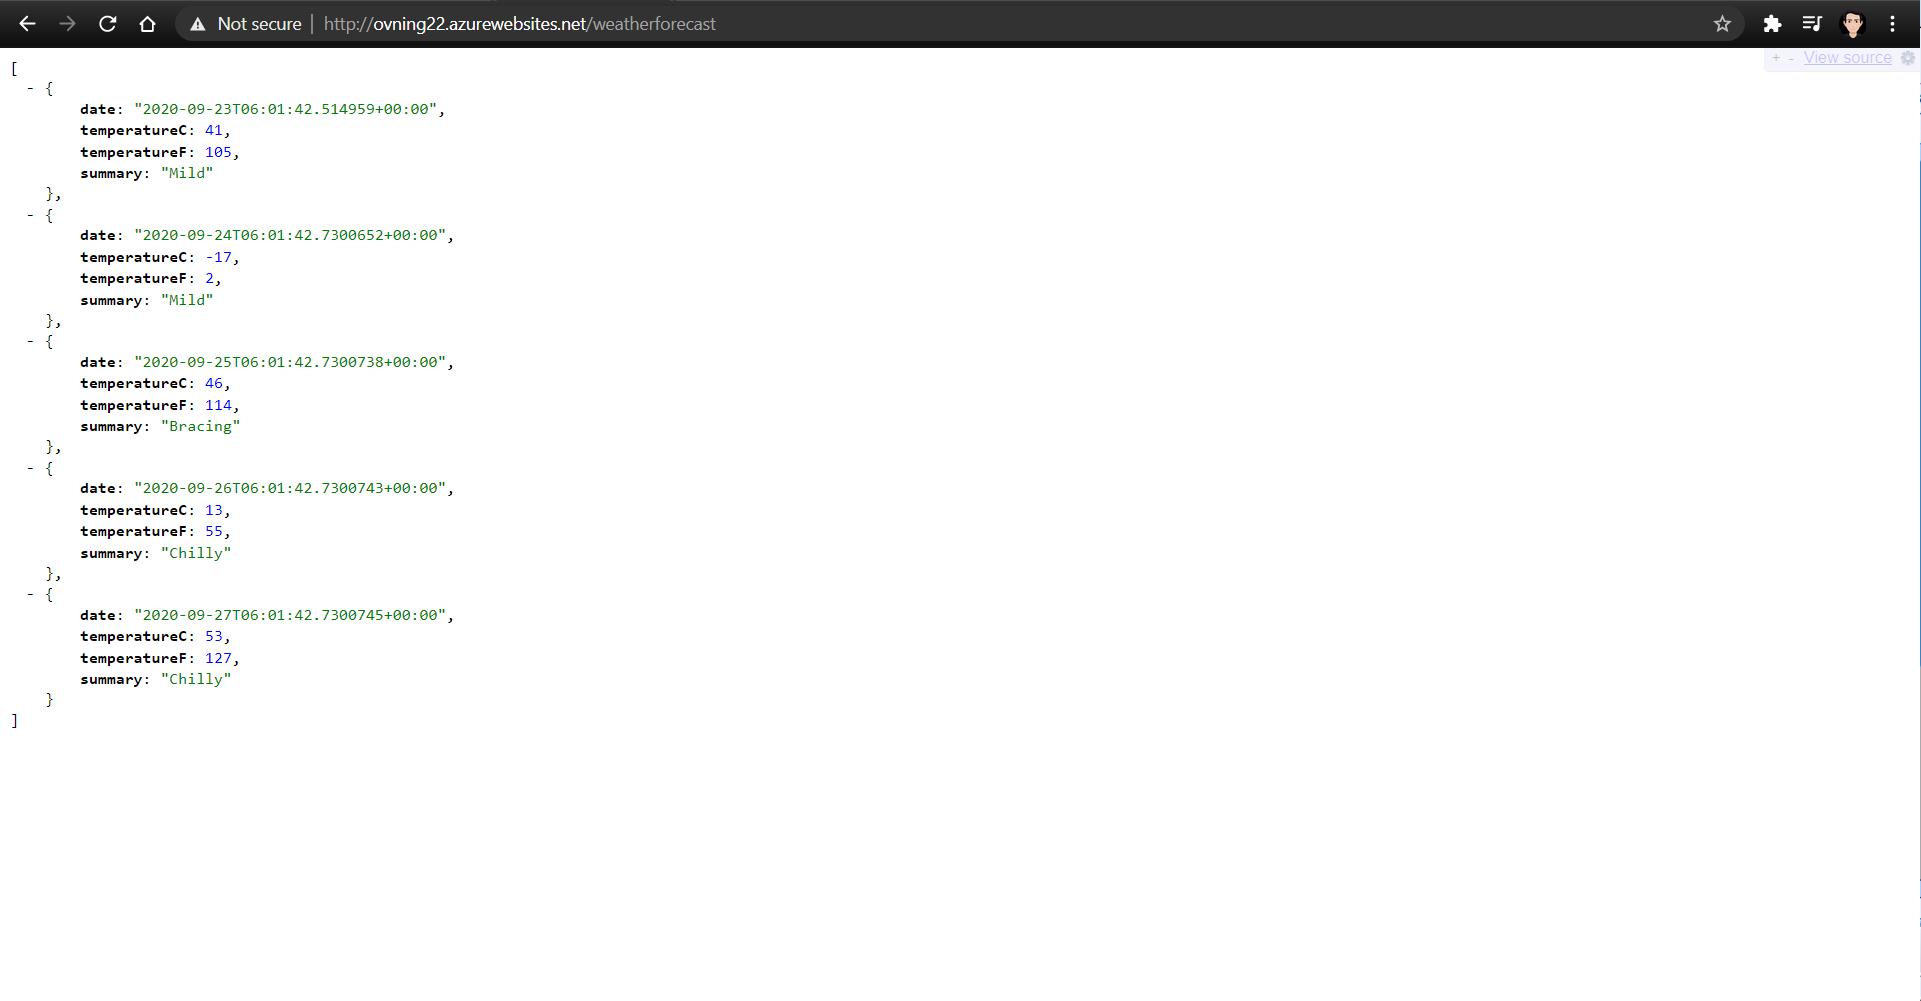 Not secure | http://ovning22.azurewebsites.net/weatherforecast
+ - View source
[
- {
date: "2020-09-23T06:01:42.514959+00:00",
temperatureC: 41,
temperatureF: 105,
summary: "Mild"
},
- {
date: "2020-09-24T06:01:42.7300652+00:00",
temperatureC: -17,
temperatureF: 2,
summary: "Mild"
},
- {
date: "2020-09-25T06:01:42.7300738+00:00",
temperatureC: 46,
temperatureF: 114,
summary: "Bracing"
},
- {
date: "2020-09-26T06:01:42.7300743+00:00",
temperatureC: 13,
temperatureF: 55,
summary: "Chilly"
},
- {
date: "2020-09-27T06:01:42.7300745+00:00",
temperatureC: 53,
temperatureF: 127,
summary: "Chilly"
}
]